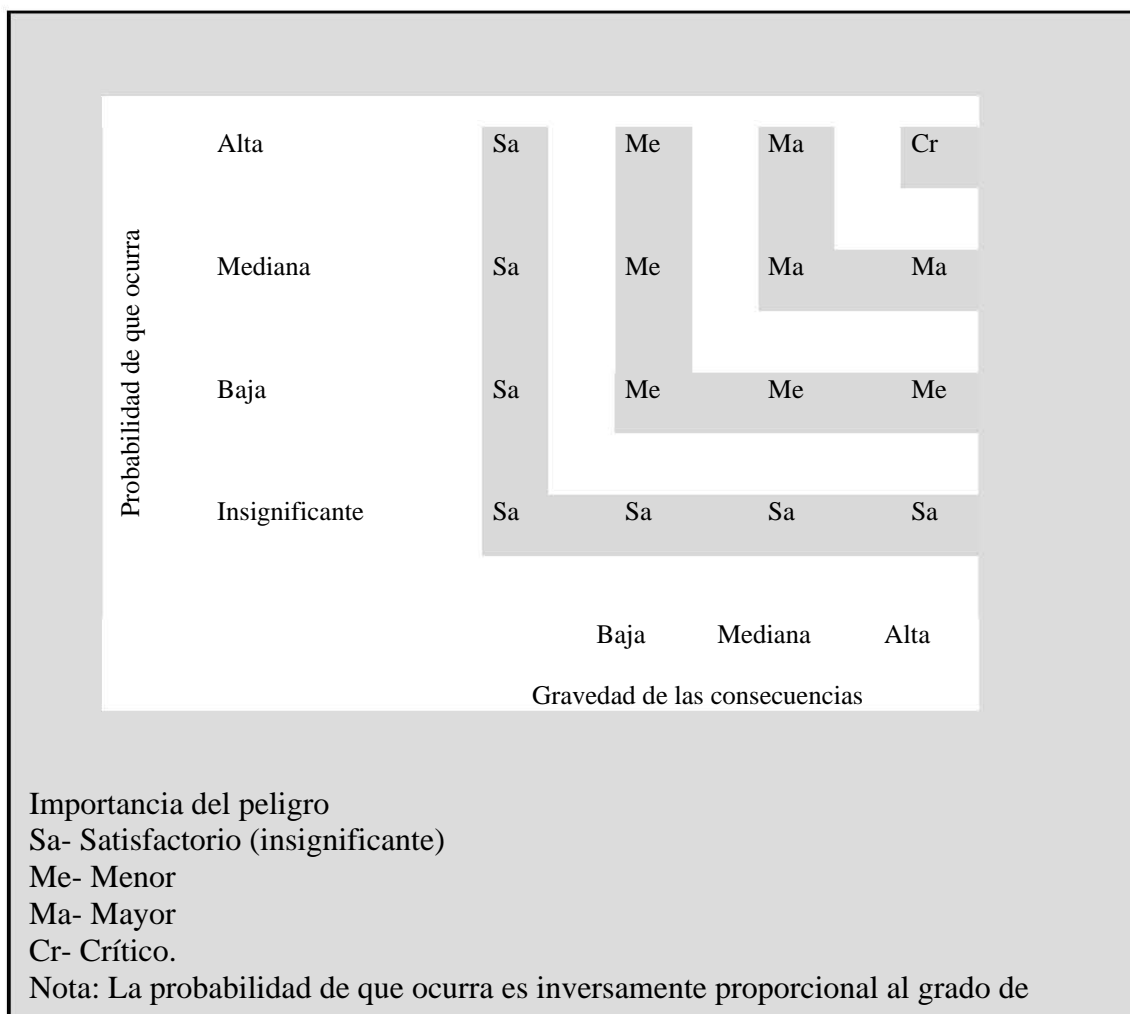 Probabilidad de que ocurra
Alta Sa Me Ma Cr
Mediana Sa Me Ma Ma
Baja Sa Me Me Me
Insignificante Sa Sa Sa Sa
Baja Mediana Alta
Gravedad de las consecuencias
Importancia del peligro
Sa- Satisfactorio (insignificante)
Me- Menor
Ma- Mayor
Cr- Crítico.
Nota: La probabilidad de que ocurra es inversamente proporcional al grado de